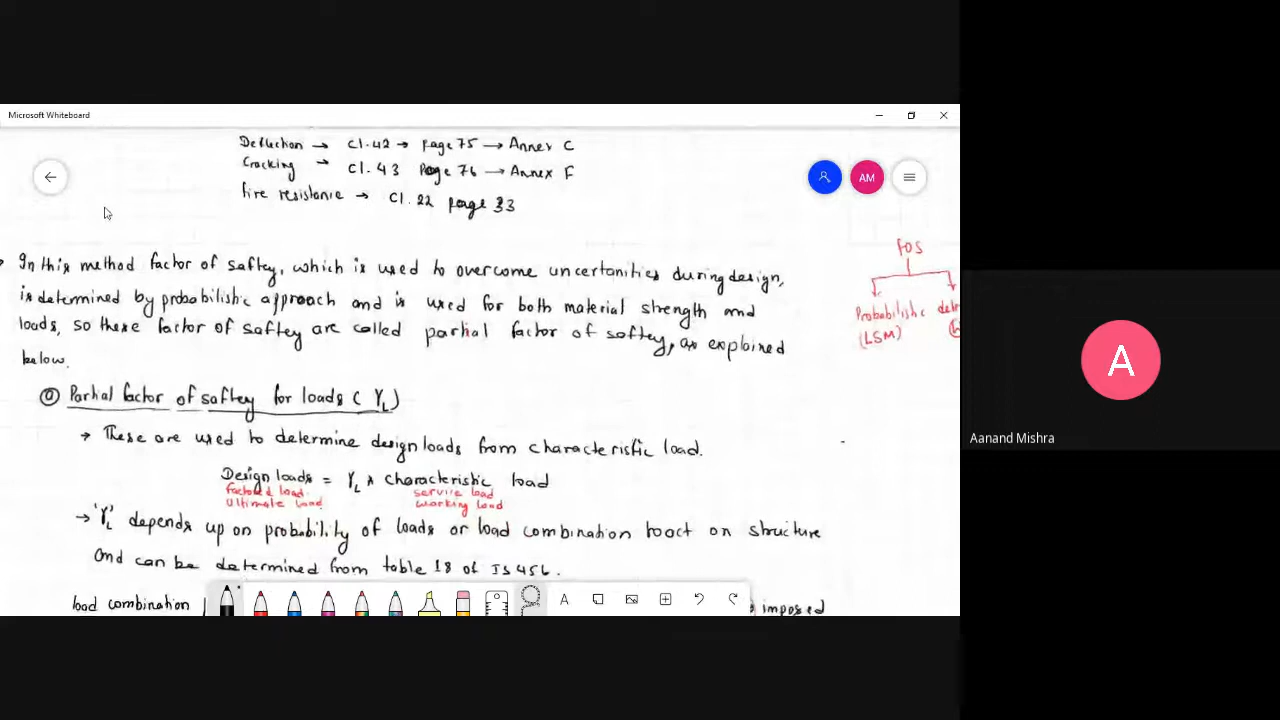 Microsoft Whiteboard
Deflection → Cl.42 → page 75 → Annex C
Cracking → Cl.43 Page 76 → Annex F
fire resistance → Cl.22 page 33
AM
In this method factor of saftey, which is used to overcome uncertanities during design,
is determined by probabilistic approach and is used for both material strength and
loads, so these factor of saftey are called partial factor of saftey, as explained
below.
FOS
Probabilistic
(LSM)
ⓐ Partial factor of saftey for loads ( γL)
→ These are used to determine design loads from characteristic load.
Design loads = γL × characteristic load
factored load. service load
ultimate load. working load
→ 'γL' depends up on probability of loads or load combination to act on structure
and can be determined from table 18 of IS 456.
load combination imposed
A
Aanand Mishra